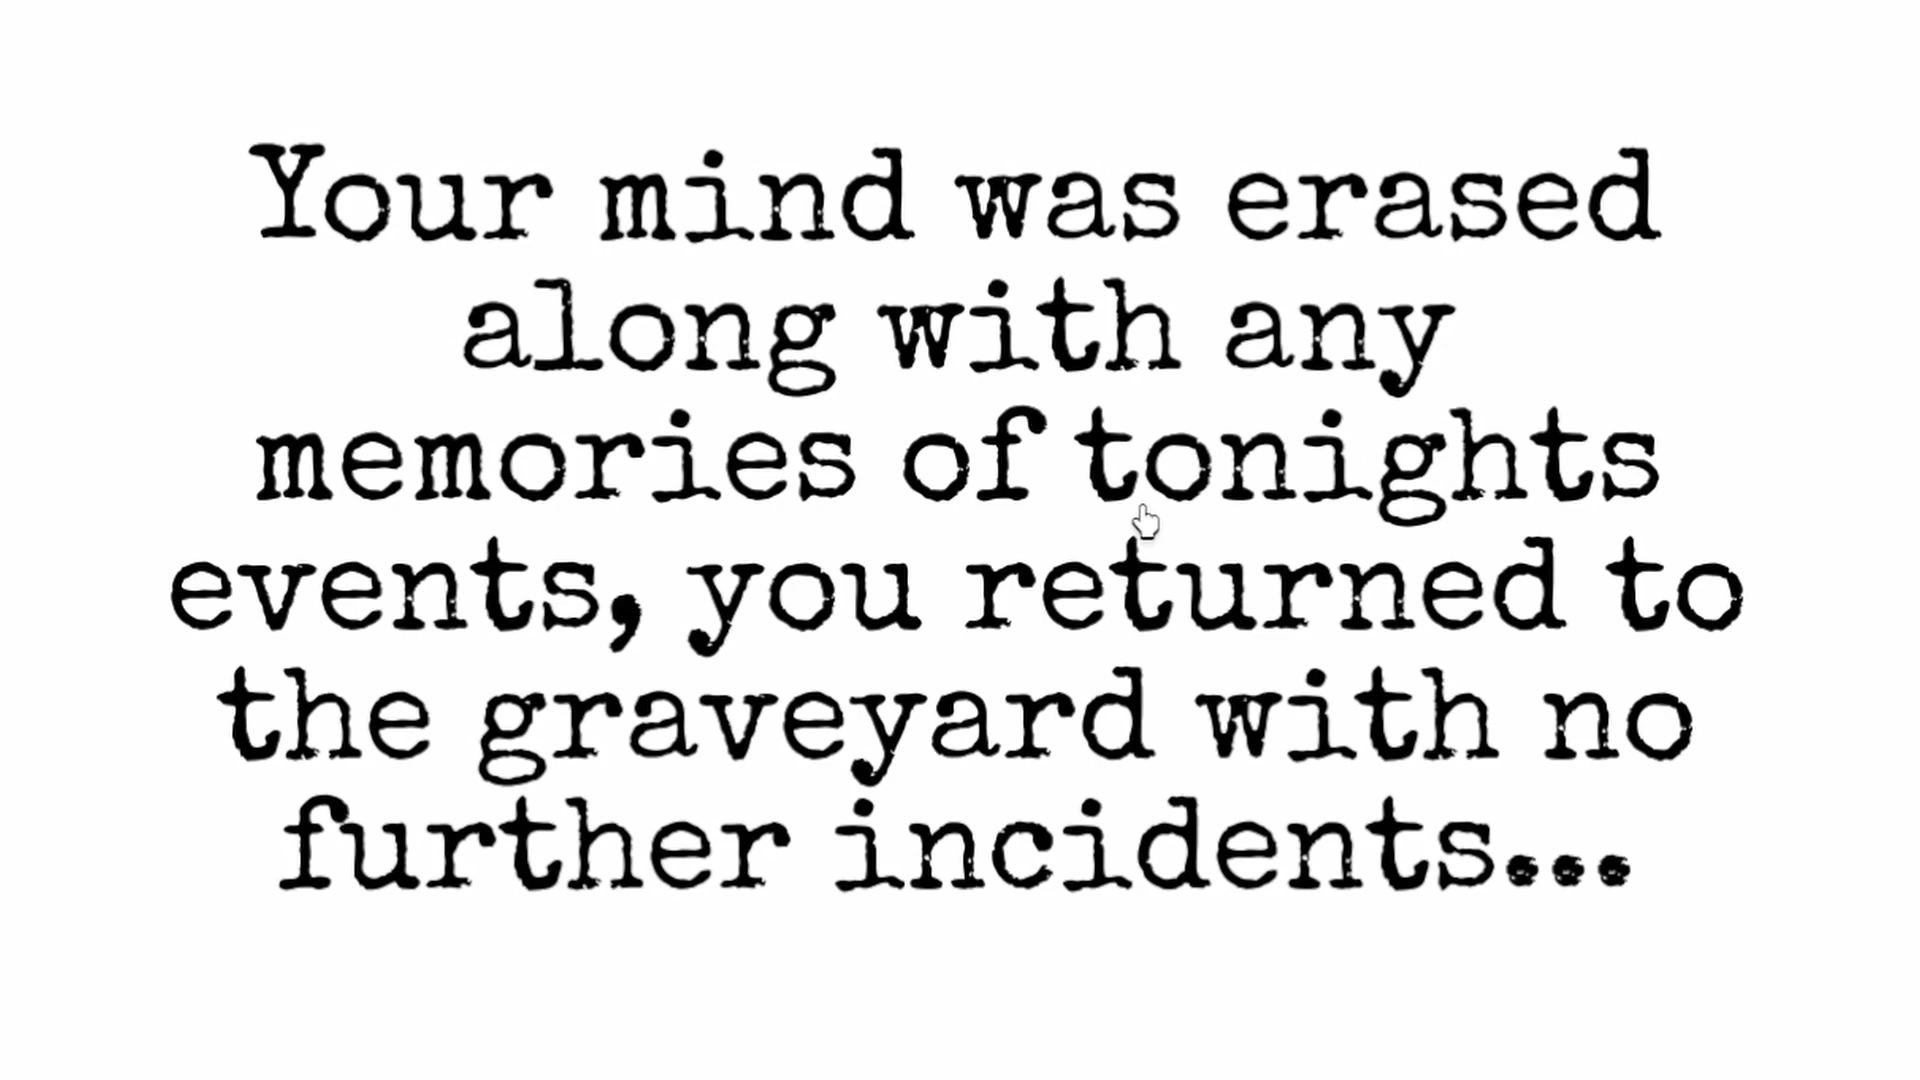 Your mind was erased
along with any
memories of tonights
events, you returned to
the graveyard with no
further incidents...